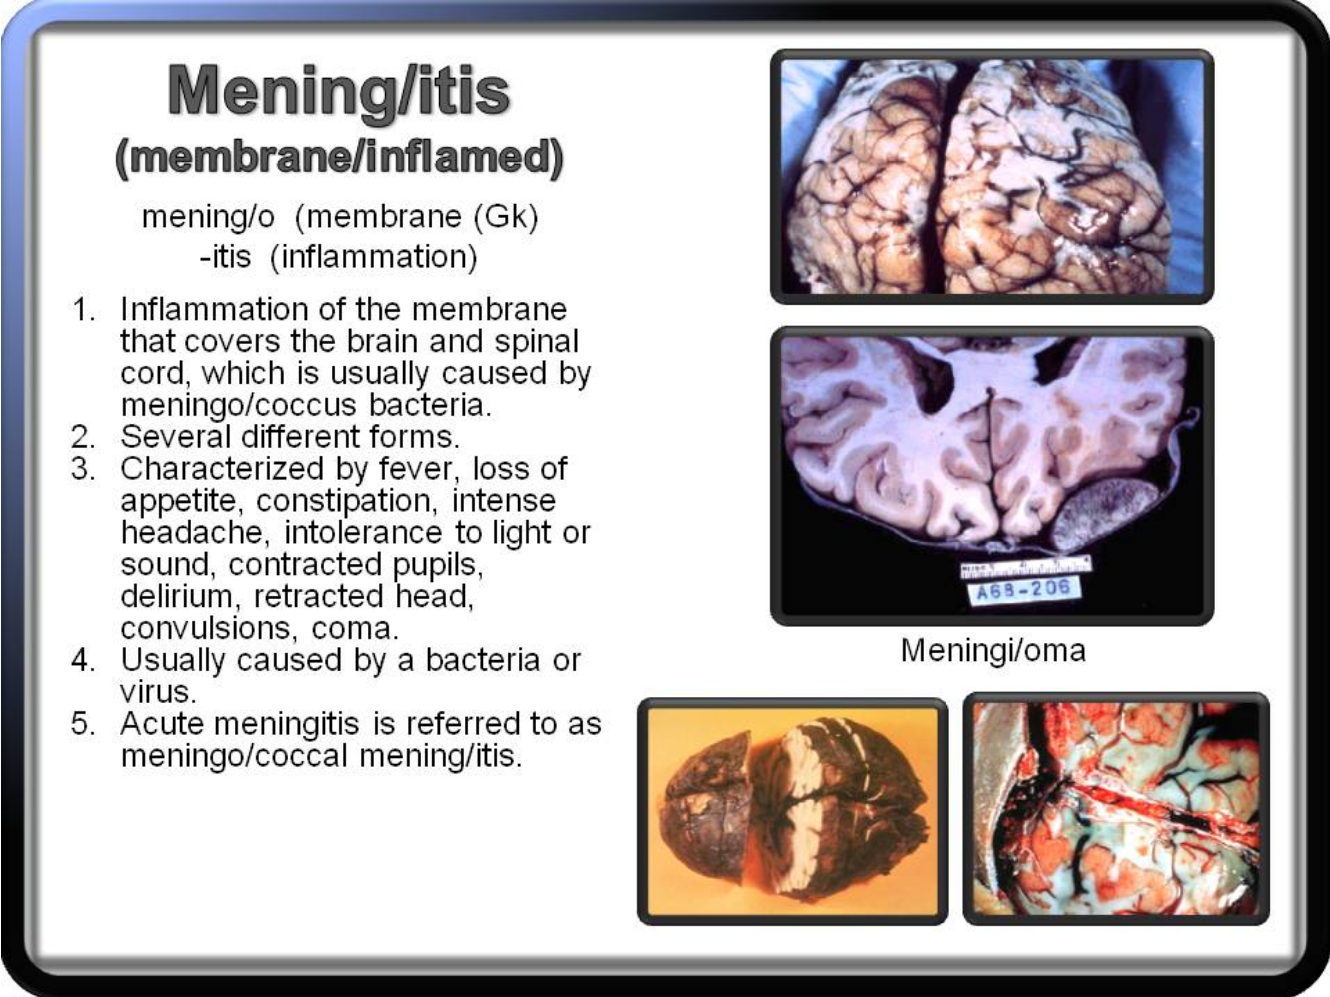 Mening/itis
(membrane/inflamed)
mening/o (membrane (Gk)
-itis (inflammation)
1. Inflammation of the membrane
that covers the brain and spinal
cord, which is usually caused by
meningo/coccus bacteria.
2. Several different forms.
3. Characterized by fever, loss of
appetite, constipation, intense
headache, intolerance to light or
sound, contracted pupils,
delirium, retracted head,
convulsions, coma.
4. Usually caused by a bacteria or
virus.
5. Acute meningitis is referred to as
meningo/coccal mening/itis.
A68-206
Meningi/oma